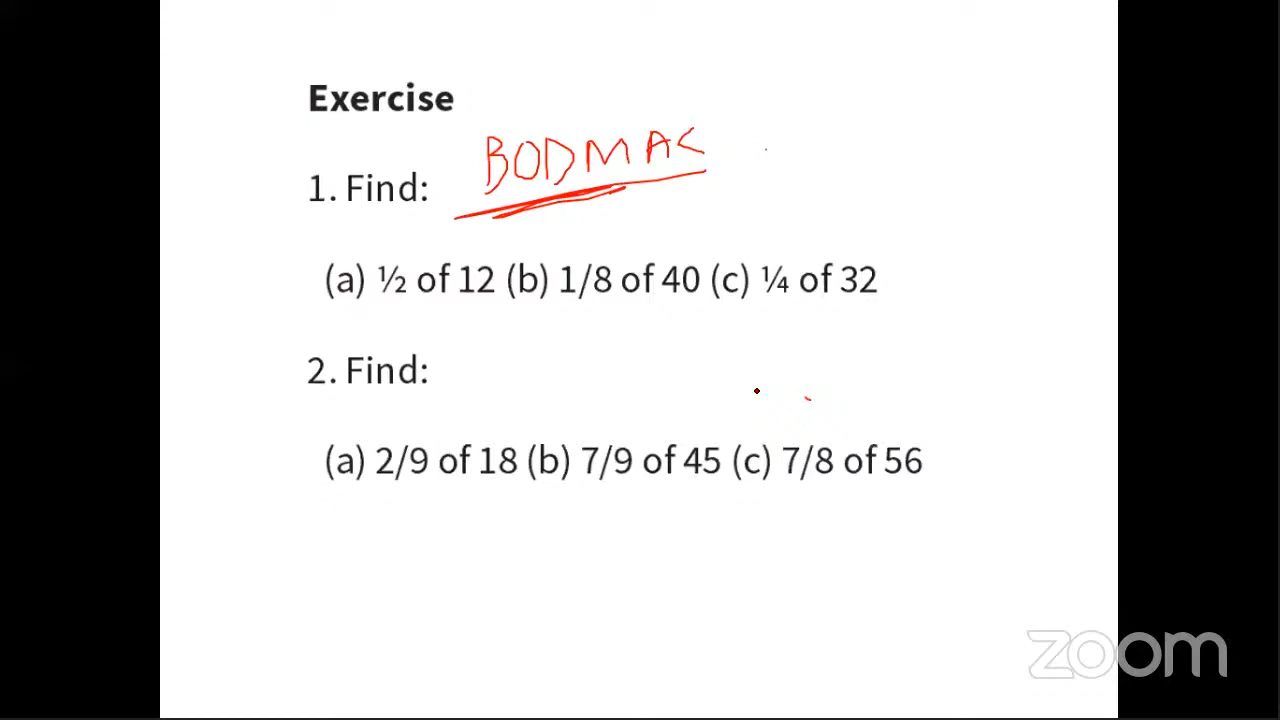 Exercise
BODMAS
1. Find:
(a) ½ of 12 (b) 1/8 of 40 (c) ¼ of 32
2. Find:
(a) 2/9 of 18 (b) 7/9 of 45 (c) 7/8 of 56
zoom